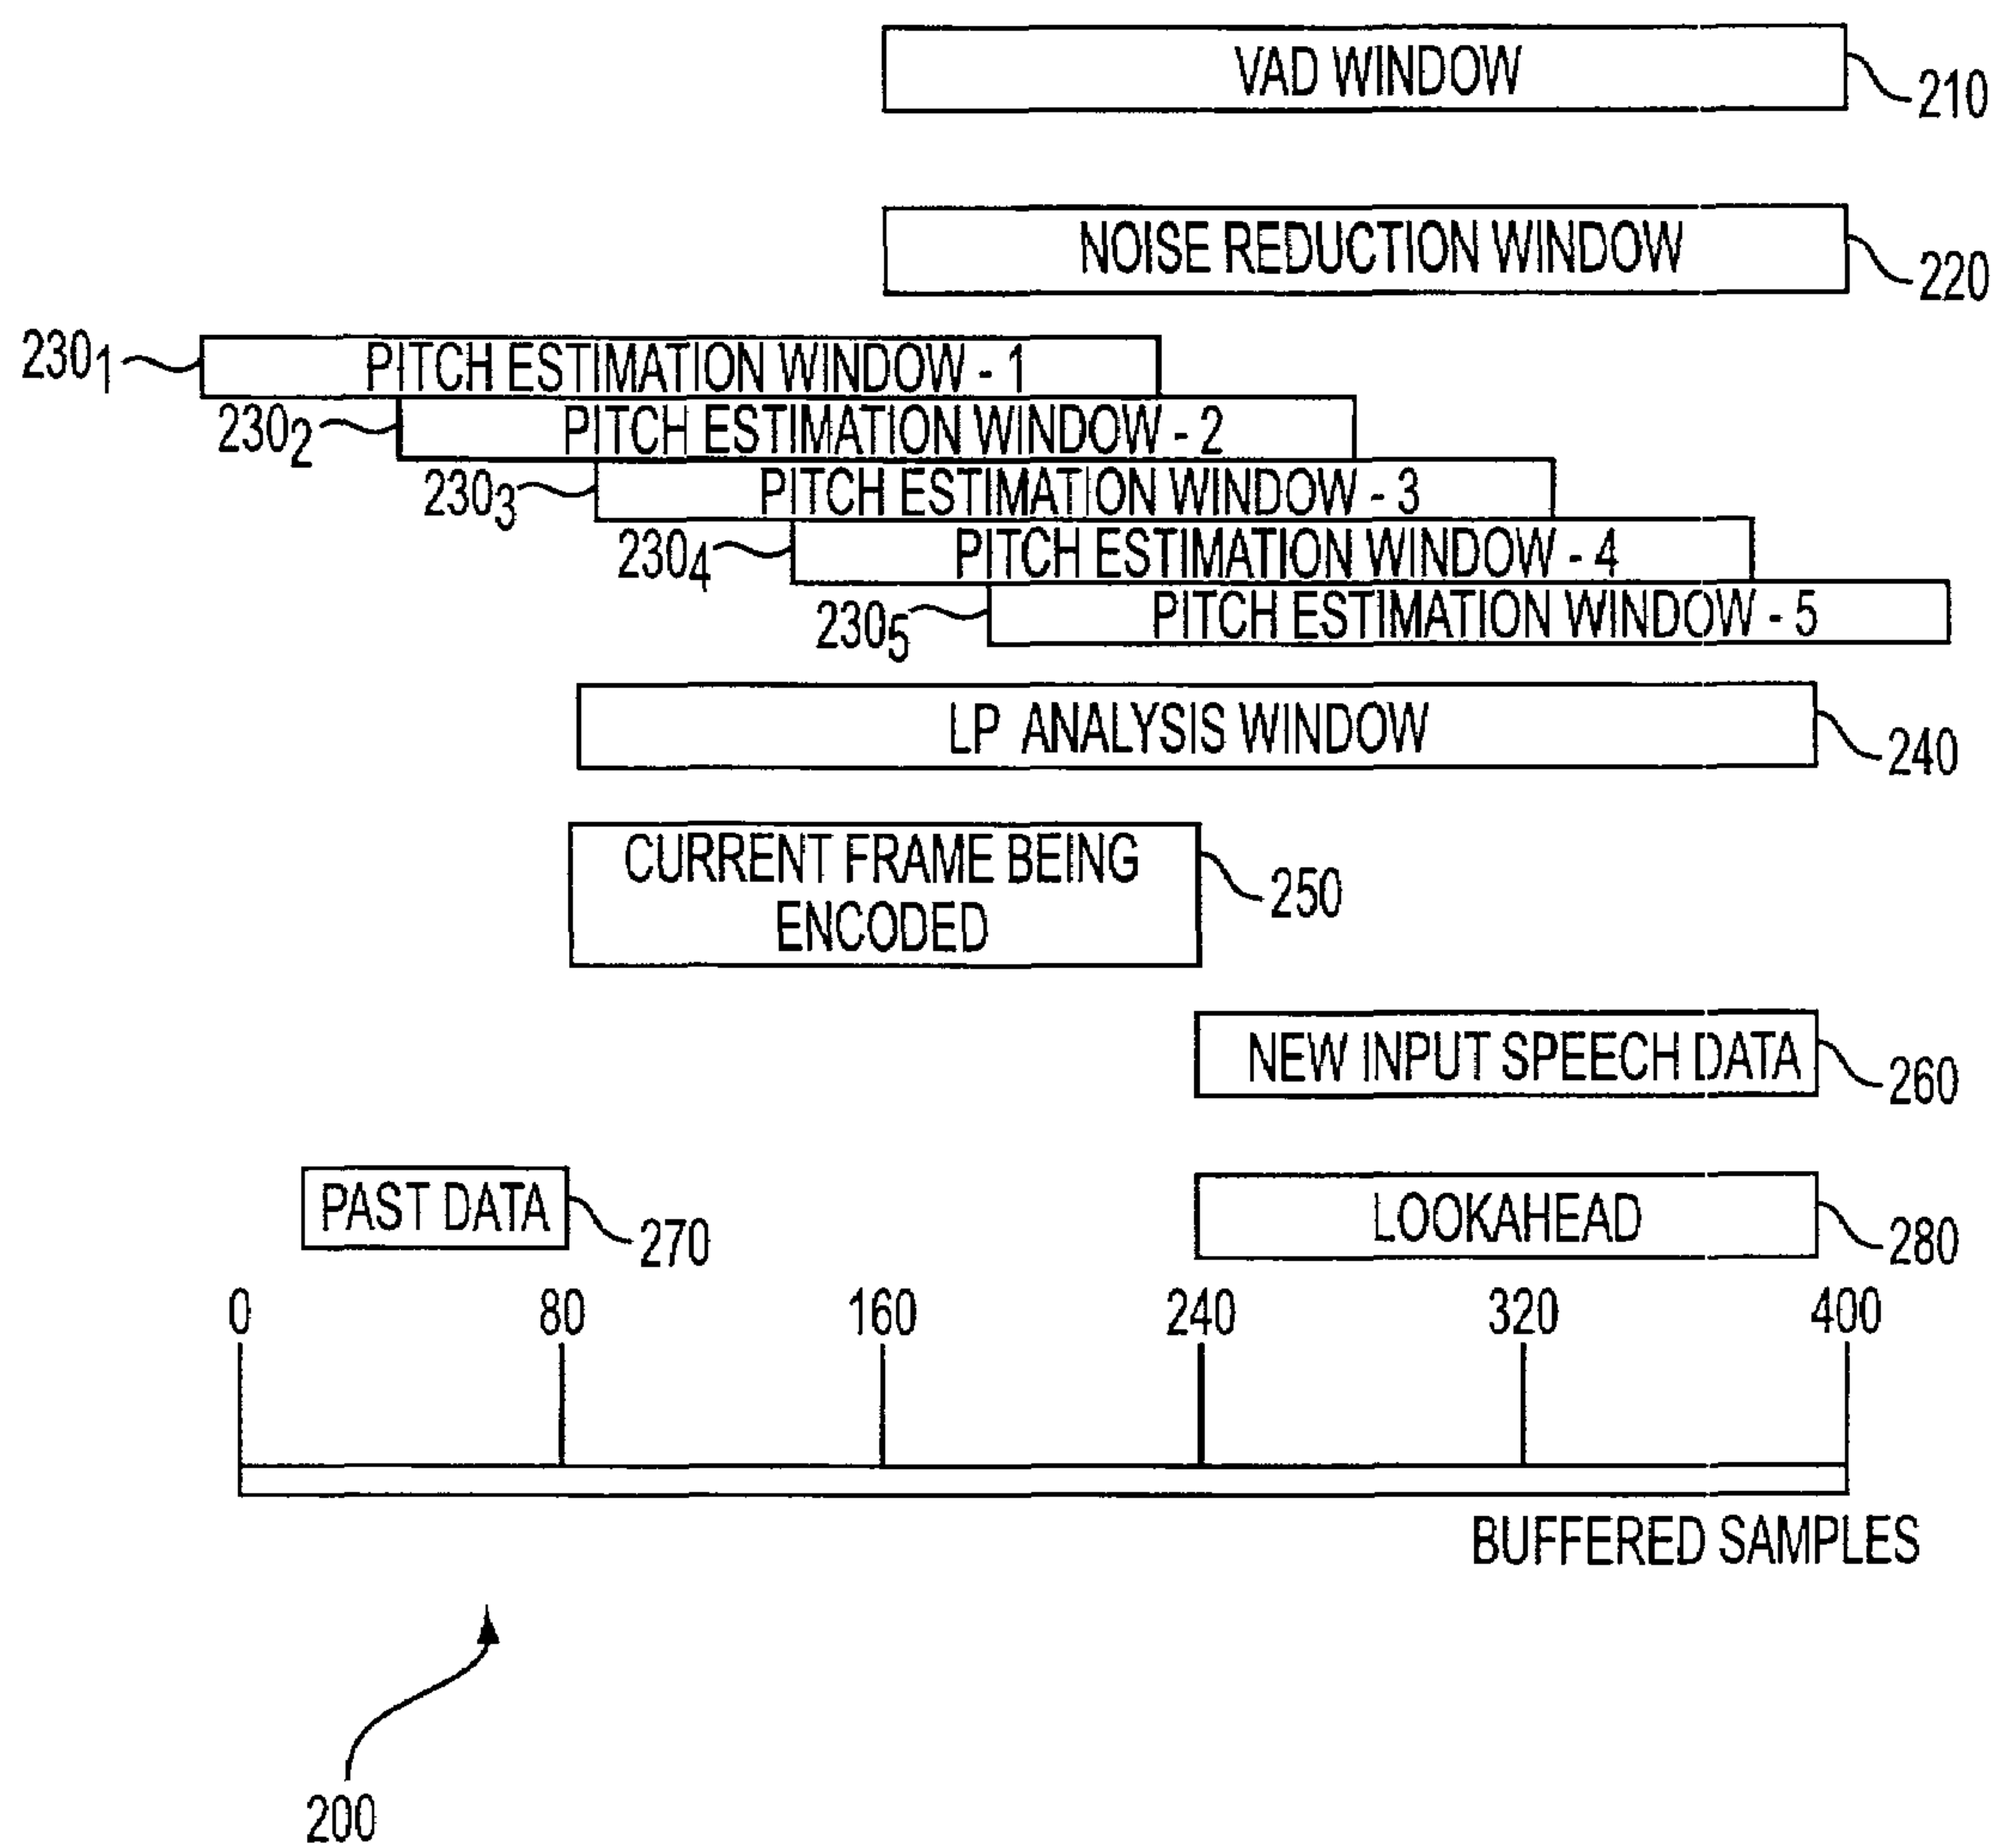 VAD WINDOW
210
NOISE REDUCTION WINDOW
220
230₁
PITCH ESTIMATION WINDOW - 1
230₂
PITCH ESTIMATION WINDOW - 2
230₃
PITCH ESTIMATION WINDOW - 3
230₄
PITCH ESTIMATION WINDOW - 4
230₅
PITCH ESTIMATION WINDOW - 5
LP ANALYSIS WINDOW
240
CURRENT FRAME BEING
ENCODED
250
NEW INPUT SPEECH DATA
260
PAST DATA
270
LOOKAHEAD
280
0 80 160 240 320 400
BUFFERED SAMPLES
200